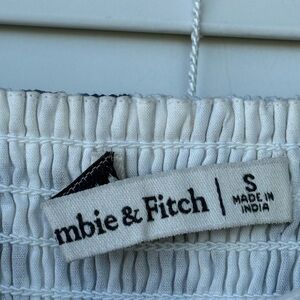 mbie & Fitch
S
MADE IN
INDIA